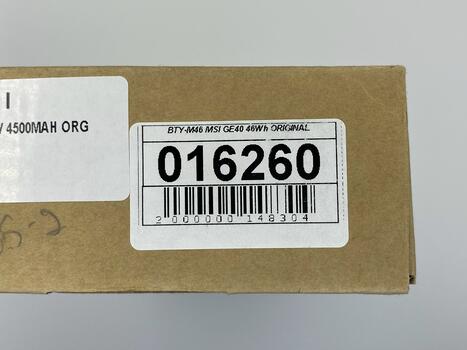 I
/ 4500MAH ORG
BTY-M46 MSI GE40 46Wh ORIGINAL
016260
2 000000 148304